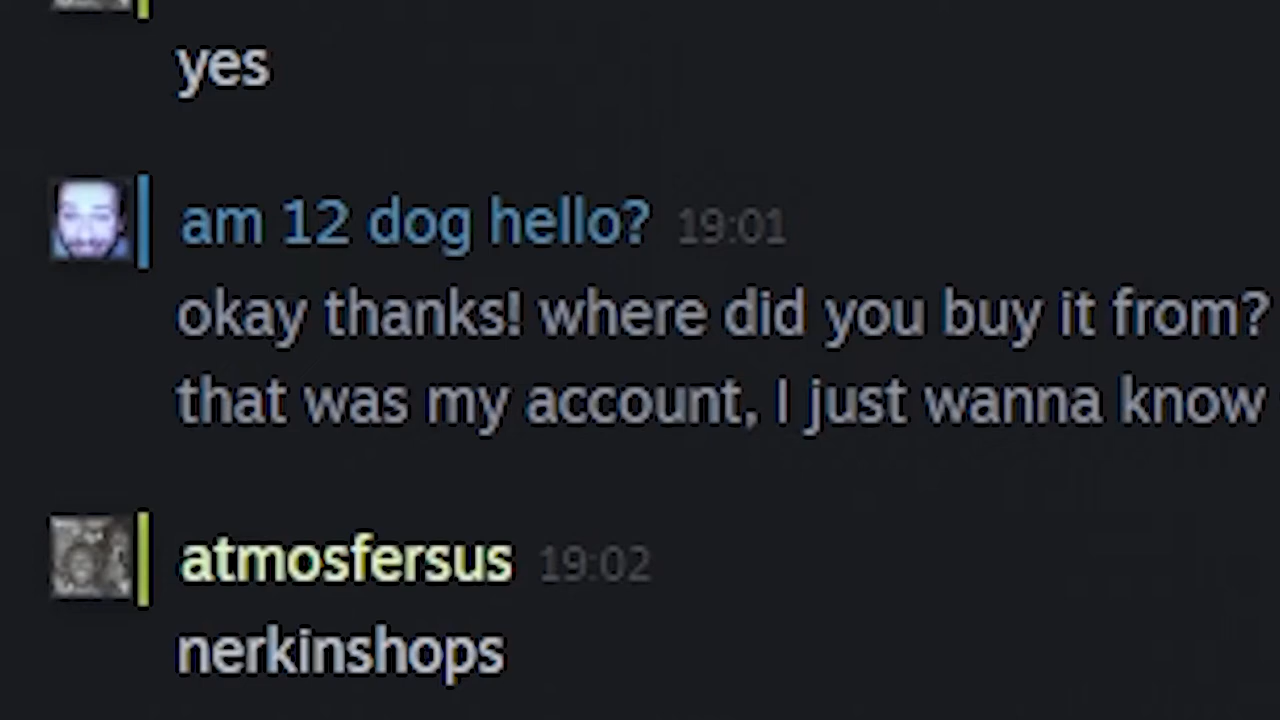 yes
am 12 dog hello? 19:01
okay thanks! where did you buy it from?
that was my account, I just wanna know
atmosfersus 19:02
nerkinshops